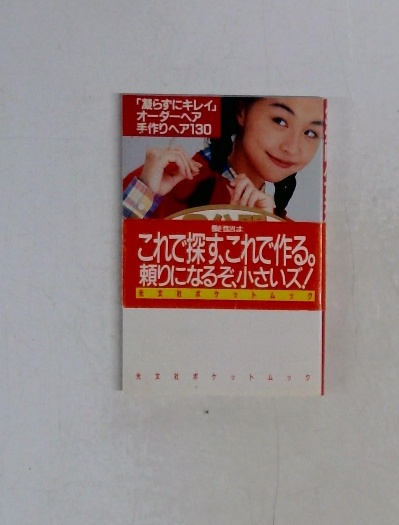 「凝らずにキレイ」
オーダーヘア
手作りヘア130
これで探す、これで作る。
頼りになるぞ、小さいズ!
光文社ポケットムック
光文社ポケットムック